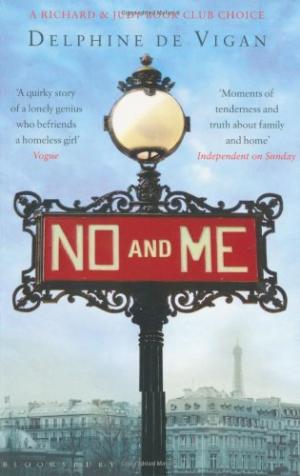 A RICHARD & JUDY BOOK CLUB CHOICE
DELPHINE DE VIGAN
'A quirky story
of a lonely genius
who befriends
a homeless girl'
Vogue
'Moments of
tenderness and
truth about family
and home'
Independent on Sunday
NO AND ME
BLOOMSBURY